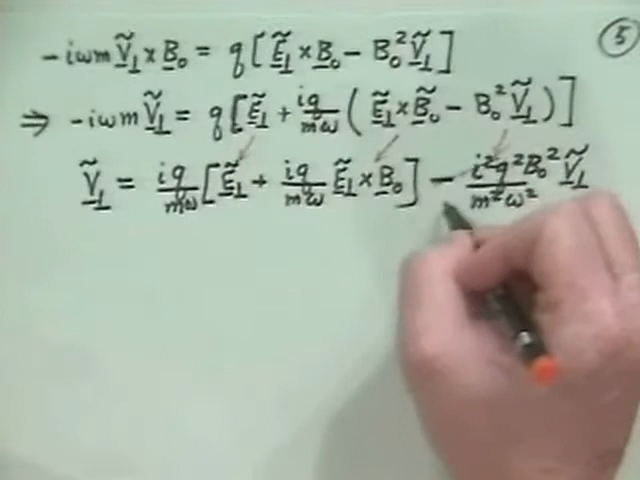 5
-iωm Ṽ⊥ × B₀ = q[Ẽ⊥ × B₀ - B₀² Ṽ⊥]
⇒ -iωm Ṽ⊥ = q[Ẽ⊥ + iq/mω (Ẽ⊥ × B̃₀ - B₀² Ṽ⊥)]
Ṽ⊥ = iq/mω [Ẽ⊥ + iq/mω Ẽ⊥ × B₀] - i²q²B₀²/m²ω² Ṽ⊥